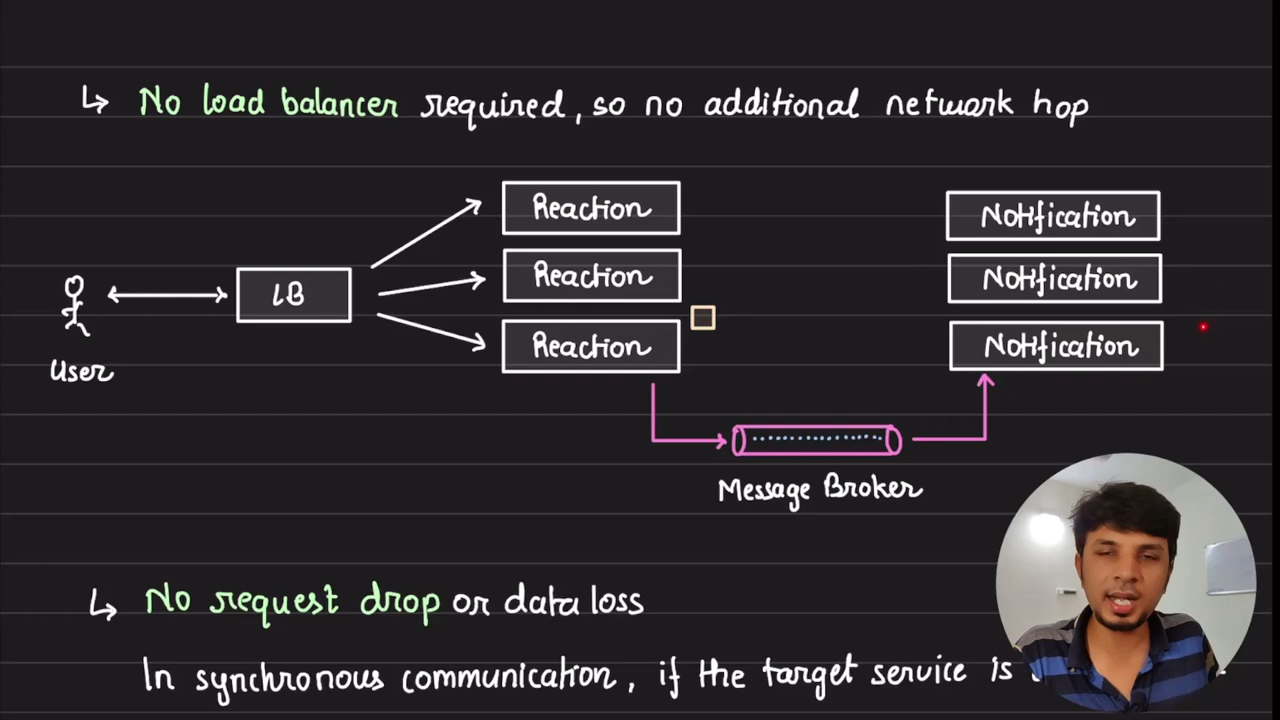 ↳ No load balancer required, so no additional network hop
Reaction
Notification
Reaction
Notification
LB
Reaction
Notification
User
Message Broker
↳ No request drop or data loss
In synchronous communication, if the target service is